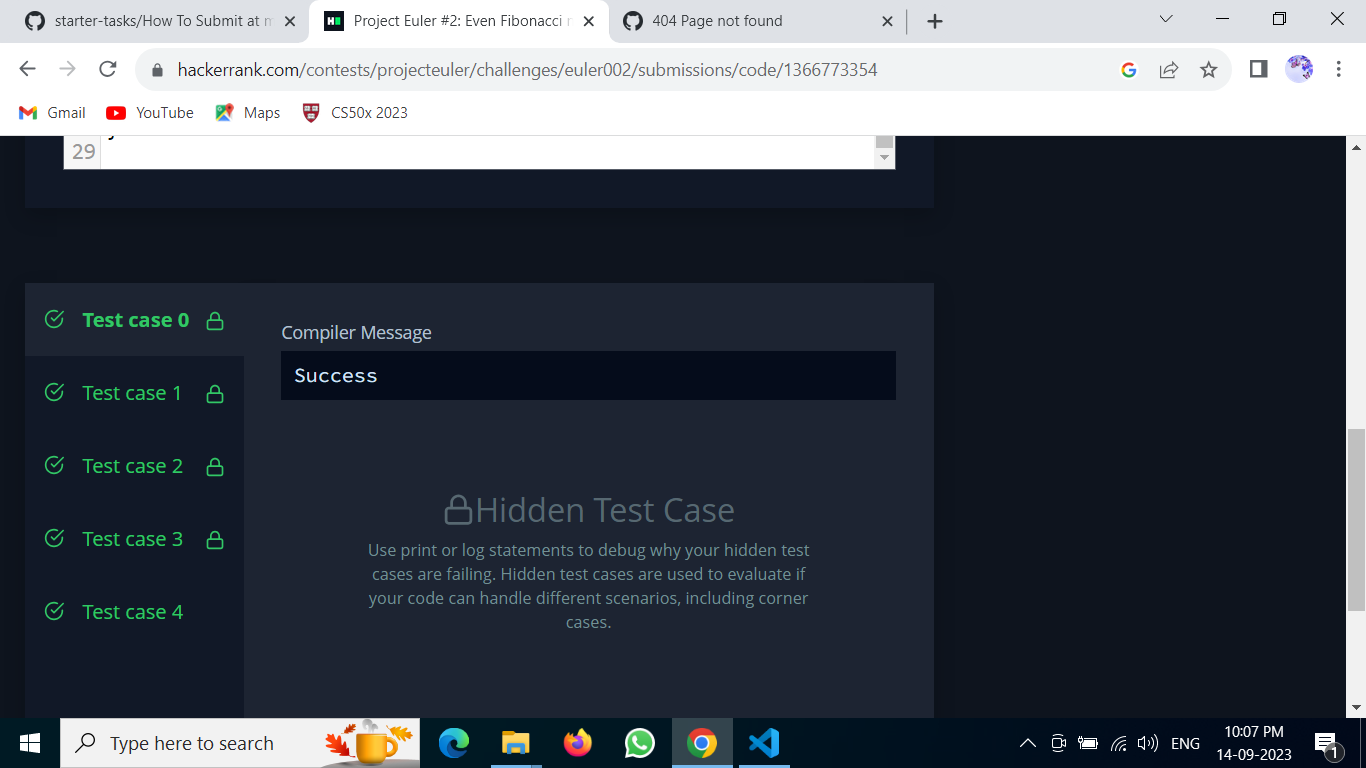 starter-tasks/How To Submit at m
Project Euler #2: Even Fibonacci n
404 Page not found
hackerrank.com/contests/projecteuler/challenges/euler002/submissions/code/1366773354
Gmail
YouTube
Maps
CS50x 2023
29
Test case 0
Test case 1
Test case 2
Test case 3
Test case 4
Compiler Message
Success
Hidden Test Case
Use print or log statements to debug why your hidden test
cases are failing. Hidden test cases are used to evaluate if
your code can handle different scenarios, including corner
cases.
Type here to search
ENG
10:07 PM
14-09-2023
1